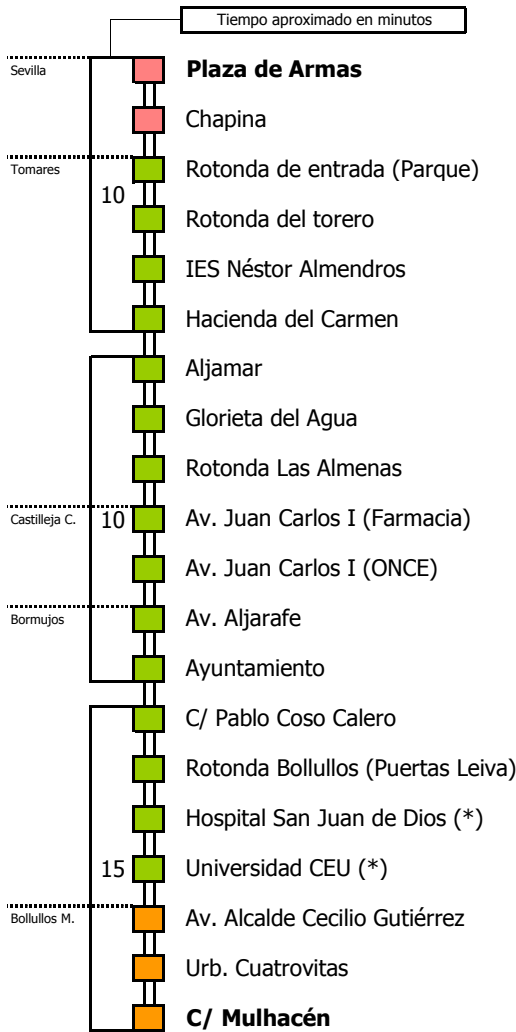 Tiempo aproximado en minutos
Sevilla
Plaza de Armas
Chapina
Tomares
Rotonda de entrada (Parque)
10
Rotonda del torero
IES Néstor Almendros
Hacienda del Carmen
Aljamar
Glorieta del Agua
Rotonda Las Almenas
Castilleja C.
10
Av. Juan Carlos I (Farmacia)
Av. Juan Carlos I (ONCE)
Bormujos
Av. Aljarafe
Ayuntamiento
C/ Pablo Coso Calero
Rotonda Bollullos (Puertas Leiva)
Hospital San Juan de Dios (*)
15
Universidad CEU (*)
Bollullos M.
Av. Alcalde Cecilio Gutiérrez
Urb. Cuatrovitas
C/ Mulhacén